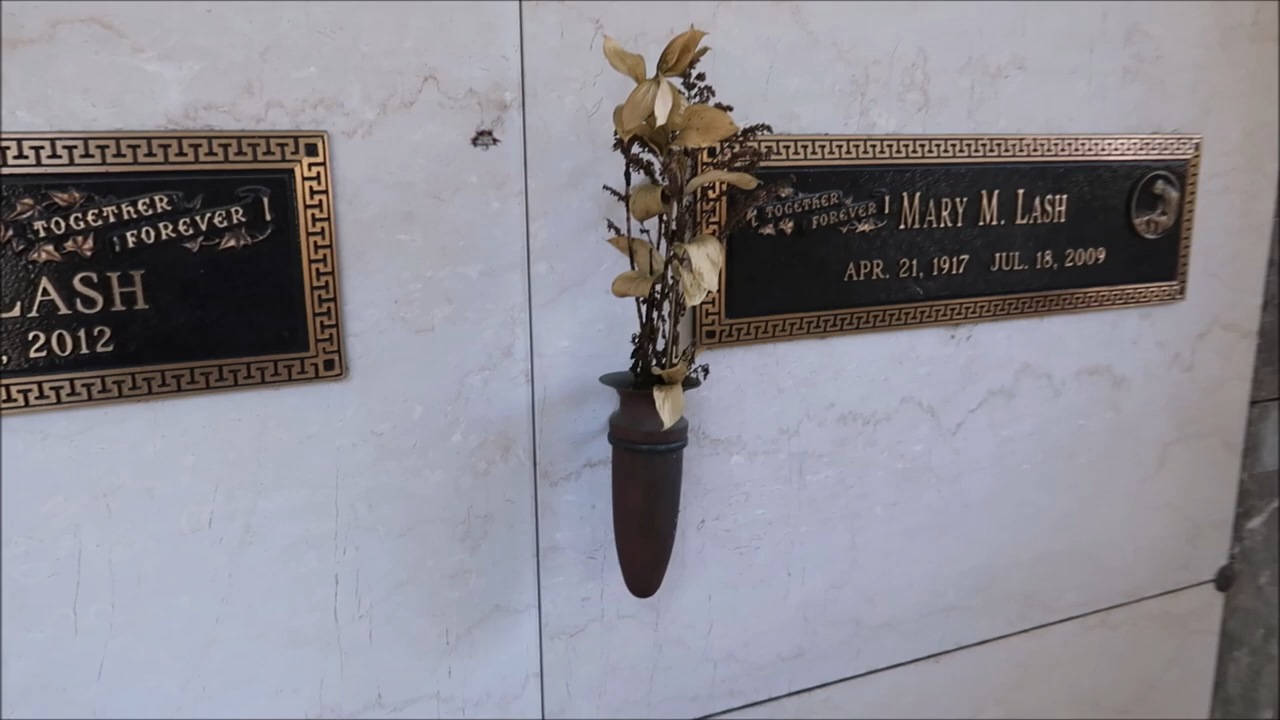 TOGETHER
FOREVER
LASH
, 2012
TOGETHER
FOREVER
MARY M. LASH
APR. 21, 1917 JUL. 18, 2009